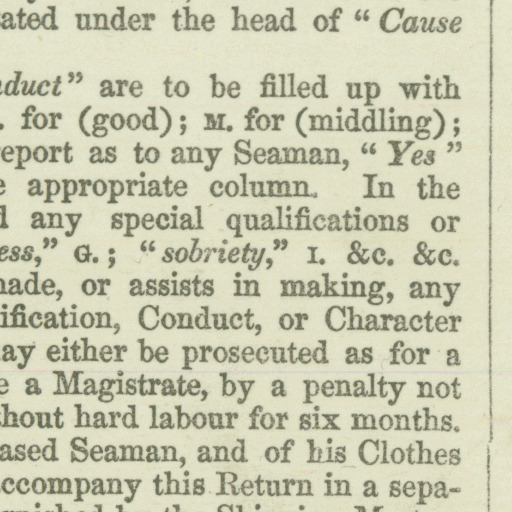 ated under the head of “ Cause
duct” are to be filled up with
. for (good) ; M. for (middling) ;
eport as to any Seaman, “ Yes ”
e appropriate column. In the
d any special qualifications or
ess,” G. ; “ sobriety,” I. &c. &c.
nade, or assists in making, any
ification, Conduct, or Character
ay either be prosecuted as for a
e a Magistrate, by a penalty not
thout hard labour for six months.
ased Seaman, and of his Clothes
ccompany this Return in a sepa-